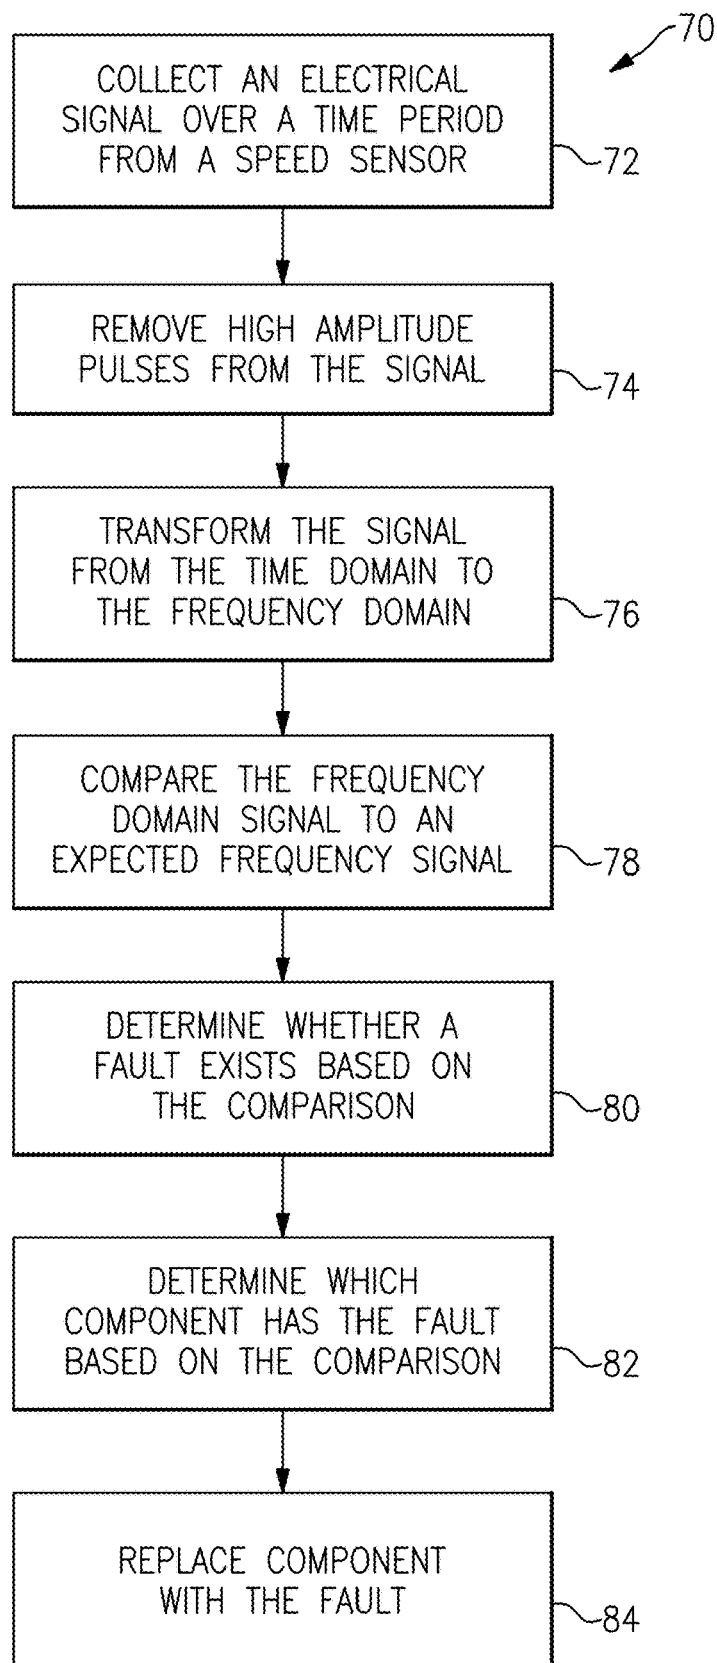 70
COLLECT AN ELECTRICAL
SIGNAL OVER A TIME PERIOD
FROM A SPEED SENSOR
72
REMOVE HIGH AMPLITUDE
PULSES FROM THE SIGNAL
74
TRANSFORM THE SIGNAL
FROM THE TIME DOMAIN TO
THE FREQUENCY DOMAIN
76
COMPARE THE FREQUENCY
DOMAIN SIGNAL TO AN
EXPECTED FREQUENCY SIGNAL
78
DETERMINE WHETHER A
FAULT EXISTS BASED ON
THE COMPARISON
80
DETERMINE WHICH
COMPONENT HAS THE FAULT
BASED ON THE COMPARISON
82
REPLACE COMPONENT
WITH THE FAULT
84